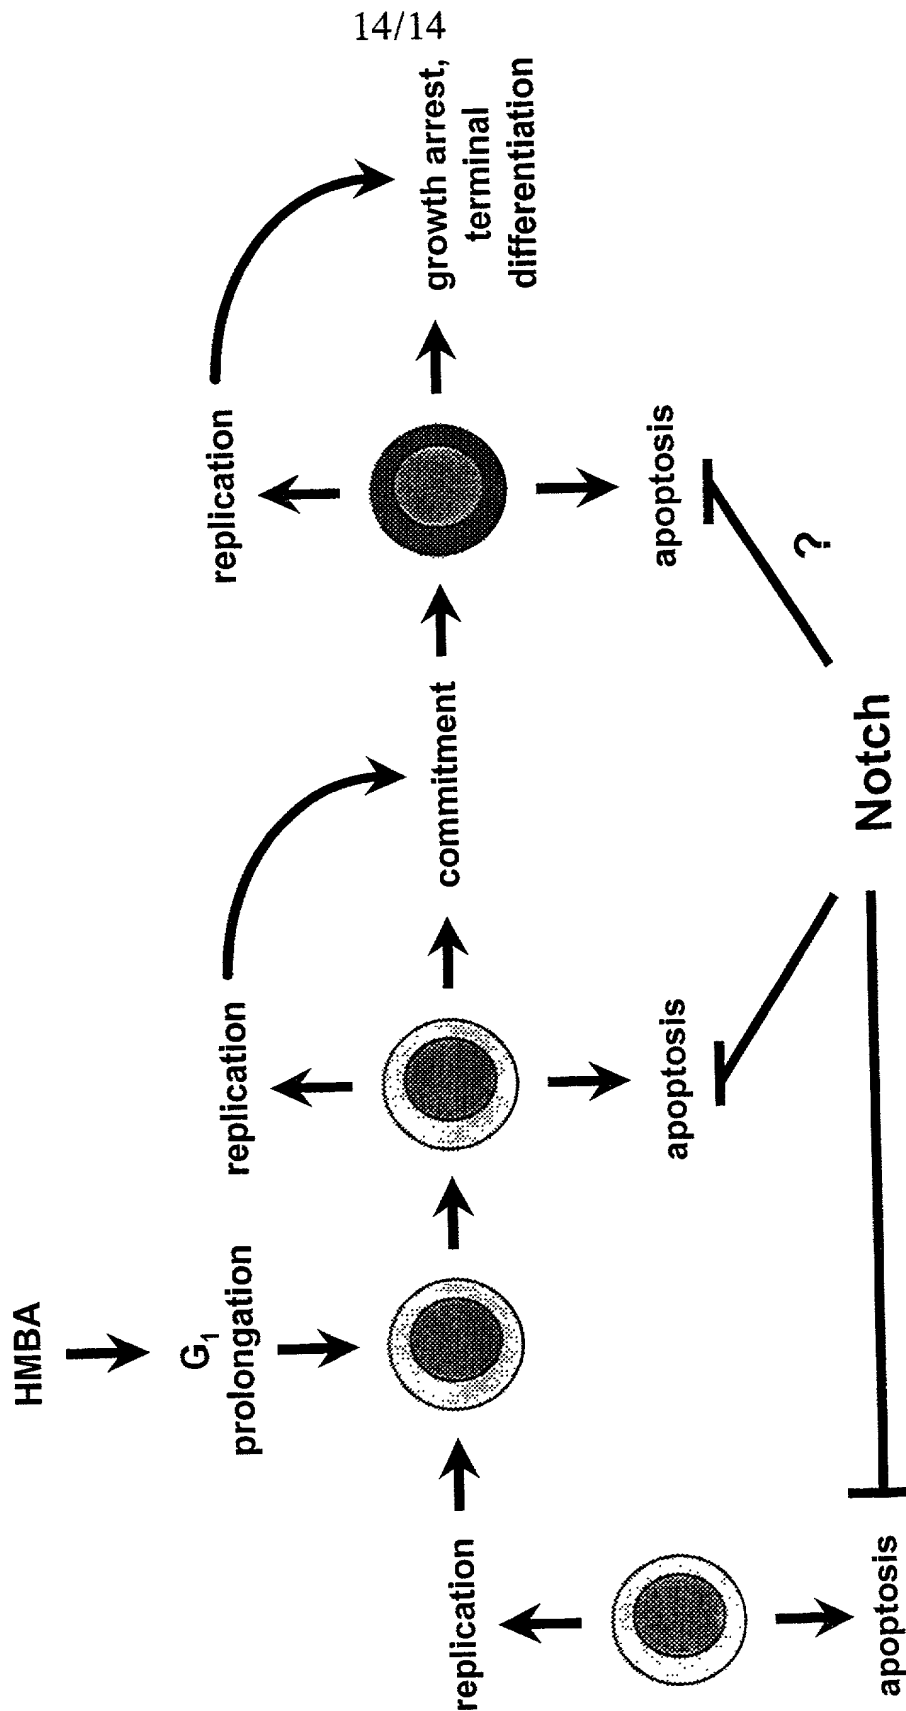 14/14
HMBA
G1
prolongation
replication
replication
replication
commitment
growth arrest,
terminal
differentiation
apoptosis
apoptosis
apoptosis
?
Notch